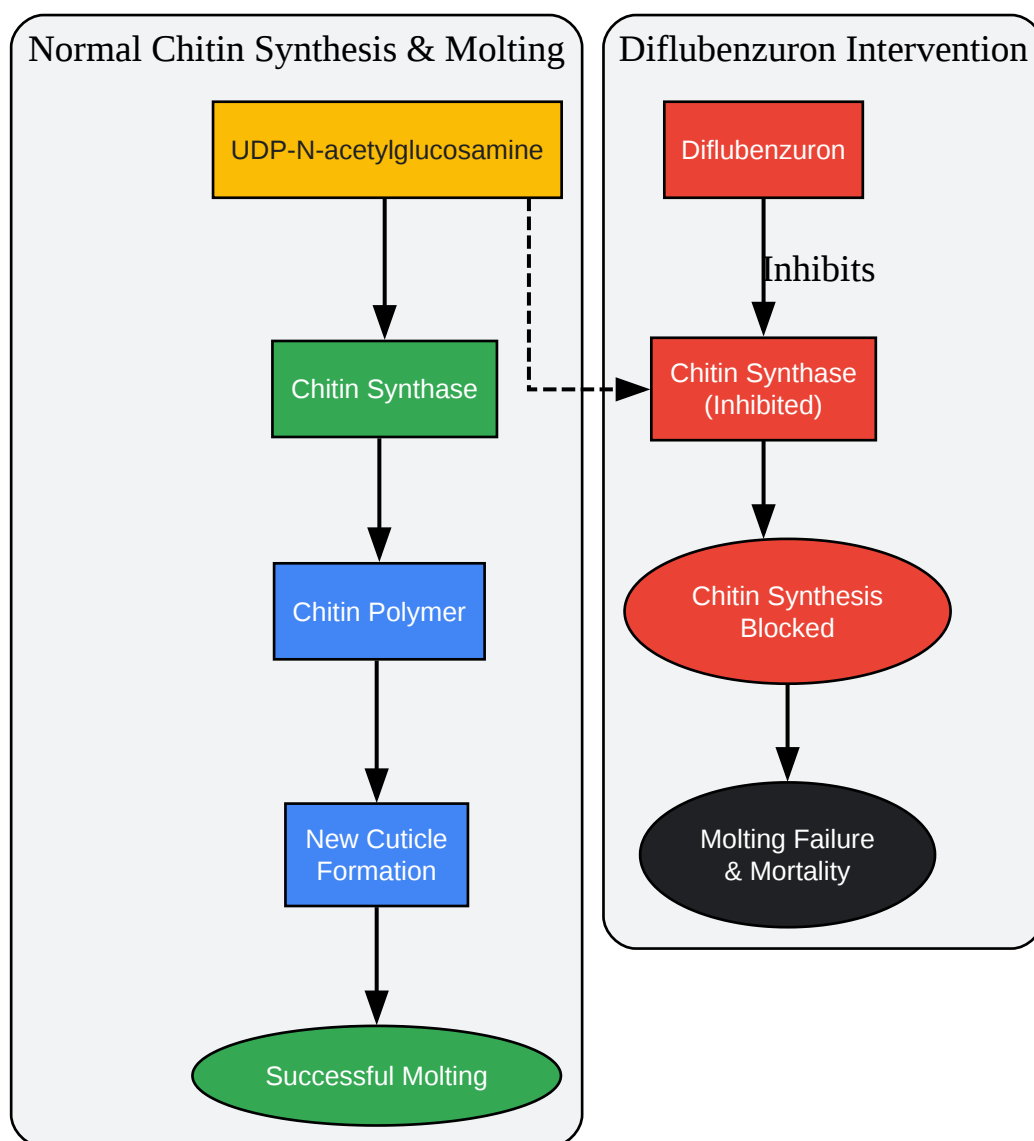 Normal Chitin Synthesis & Molting
UDP-N-acetylglucosamine
Chitin Synthase
Chitin Polymer
New Cuticle
Formation
Successful Molting
Diflubenzuron Intervention
Diflubenzuron
Inhibits
Chitin Synthase
(Inhibited)
Chitin Synthesis
Blocked
Molting Failure
& Mortality